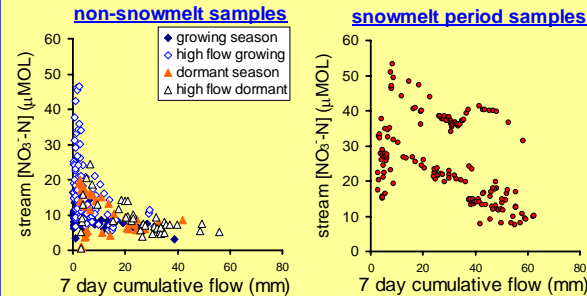 non-snowmelt samples
growing season
high flow growing
dormant season
high flow dormant
stream [NO₃⁻-N] (μMOL)
60
50
40
30
20
10
0
0 20 40 60 80
7 day cumulative flow (mm)
snowmelt period samples
stream [NO₃⁻-N] (μMOL)
60
50
40
30
20
10
0
0 20 40 60 80
7 day cumulative flow (mm)